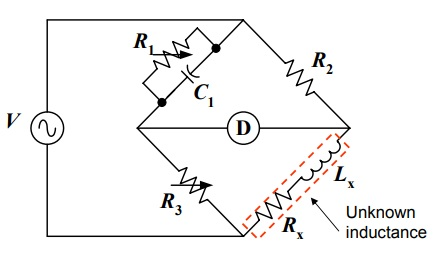 R1
R2
C1
V
D
R3
Lx
Rx
Unknown
inductance